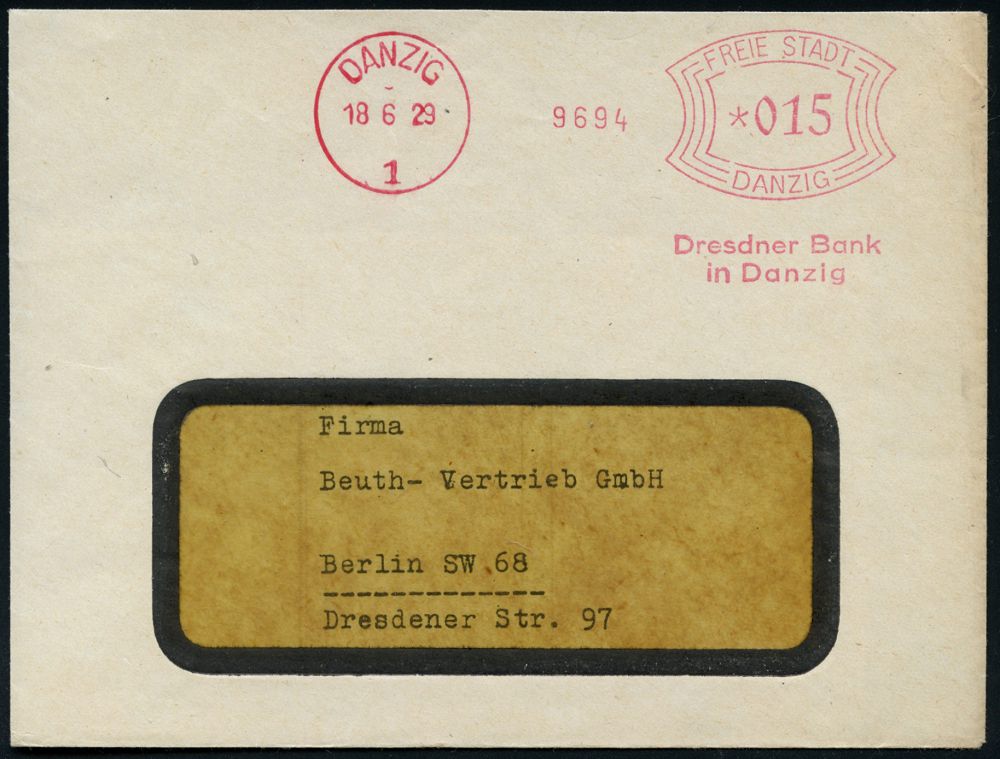 DANZIG
18 6 29
1
9694
FREIE STADT
*015
DANZIG
Dresdner Bank
in Danzig
Firma
Beuth- Vertrieb GmbH
Berlin SW 68
Dresdener Str. 97